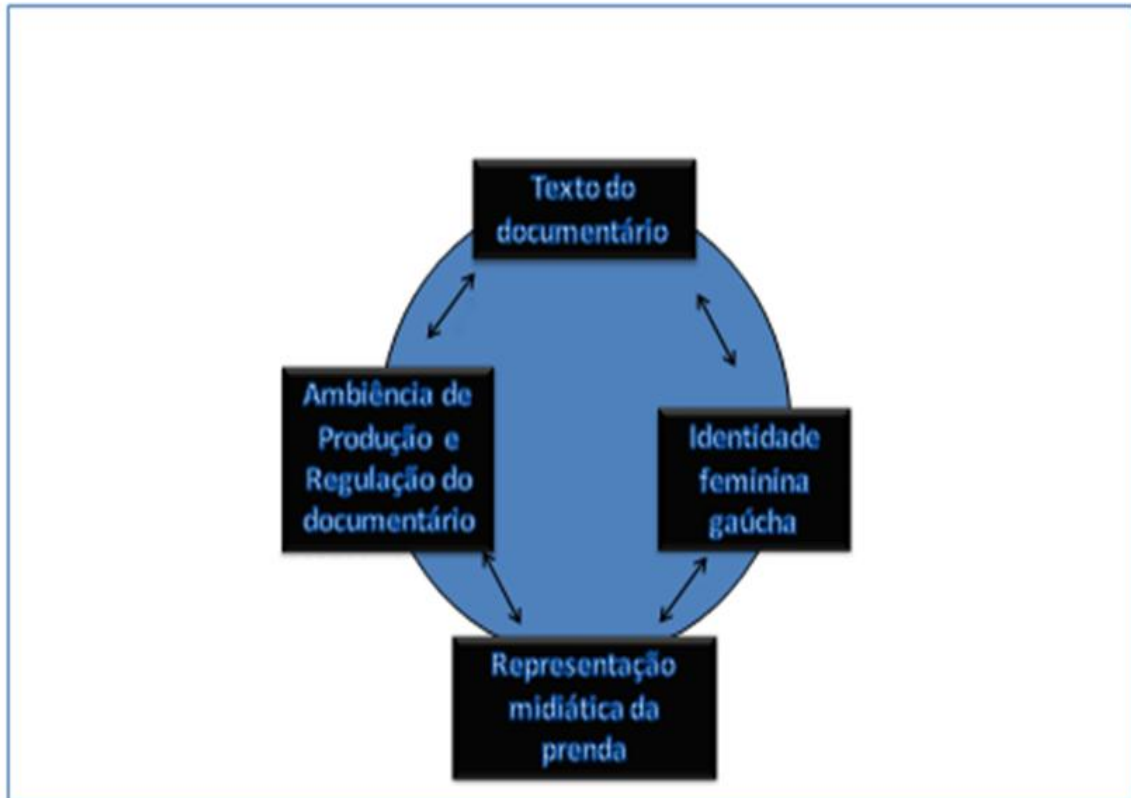 Texto do
documentário
Ambiência de
Produção e
Regulação do
documentário
Identidade
feminina
gaúcha
Representação
midiática da
prenda